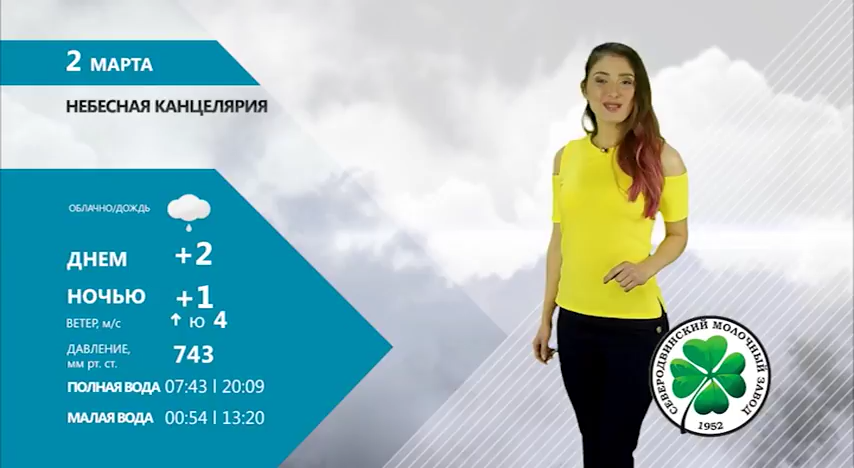 2 МАРТА
НЕБЕСНАЯ КАНЦЕЛЯРИЯ
ОБЛАЧНО/ДОЖДЬ
ДНЕМ +2
НОЧЬЮ +1
ВЕТЕР, М/С ↑ Ю 4
ДАВЛЕНИЕ,
мм рт. ст. 743
ПОЛНАЯ ВОДА 07:43 | 20:09
МАЛАЯ ВОДА 00:54 | 13:20
СЕВЕРОДВИНСКИЙ МОЛОЧНЫЙ ЗАВОД
1952